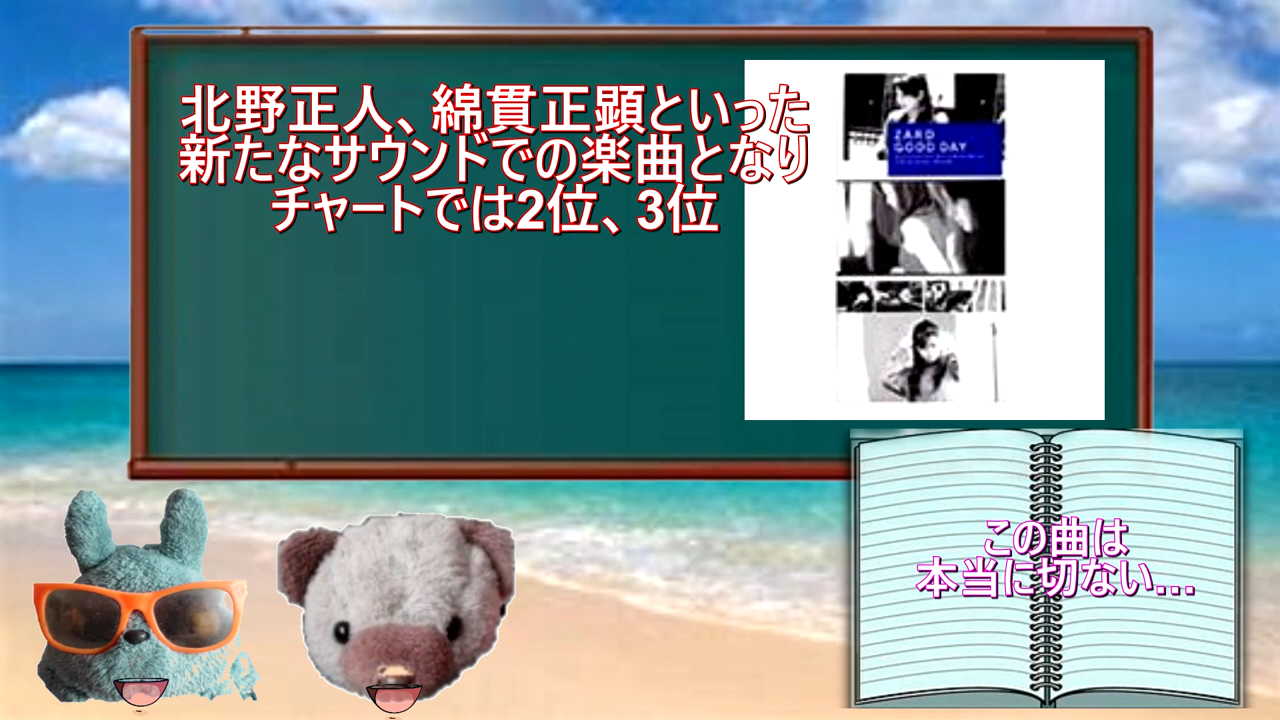 北野正人、綿貫正顕といった
新たなサウンドでの楽曲となり
チャートでは2位、3位
ZARD
GOOD DAY
この曲は
本当に切ない...